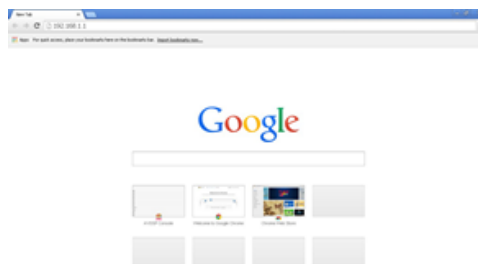 New Tab
192.168.1.1
Apps For quick access, place your bookmarks here on the bookmarks bar. Import bookmarks now...
Google
Welcome to Google Chrome
Chrome Web Store